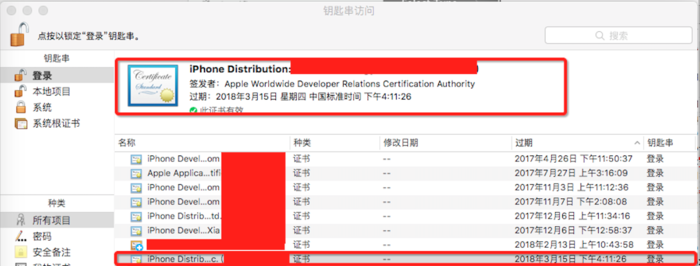 钥匙串访问
点按以锁定“登录”钥匙串。
搜索
钥匙串
登录
本地项目
系统
系统根证书
iPhone Distribution:
签发者：Apple Worldwide Developer Relations Certification Authority
过期：2018年3月15日 星期四 中国标准时间 下午4:11:26
此证书有效
名称 种类 修改日期 过期 钥匙串
iPhone Devel...om 证书 -- 2017年4月26日 下午11:50:37 登录
Apple Applica...tifi 证书 -- 2017年7月27日 上午3:16:09 登录
iPhone Devel...om 证书 -- 2017年11月3日 上午11:12:36 登录
iPhone Devel...om 证书 -- 2017年11月7日 下午2:08:08 登录
iPhone Distrib...td. 证书 -- 2017年12月6日 上午11:34:16 登录
iPhone Devel...Xia 证书 -- 2017年12月6日 下午12:58:37 登录
证书 -- 2018年2月13日 上午10:43:58 登录
iPhone Distrib...c. ( 证书 -- 2018年3月15日 下午4:11:26 登录
种类
所有项目
密码
安全备注